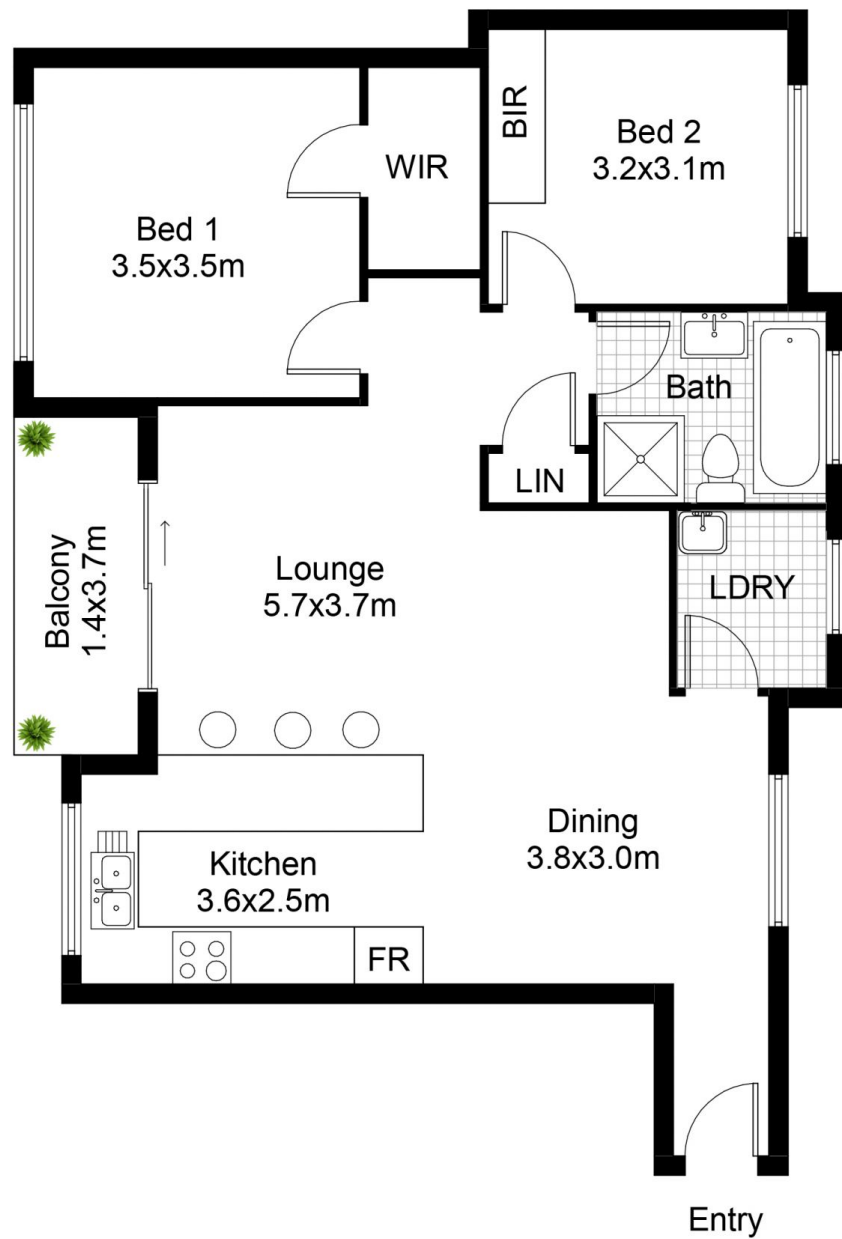 BIR
Bed 2
3.2x3.1m
WIR
Bed 1
3.5x3.5m
Bath
LIN
Balcony
1.4x3.7m
Lounge
5.7x3.7m
LDRY
Dining
3.8x3.0m
Kitchen
3.6x2.5m
FR
Entry